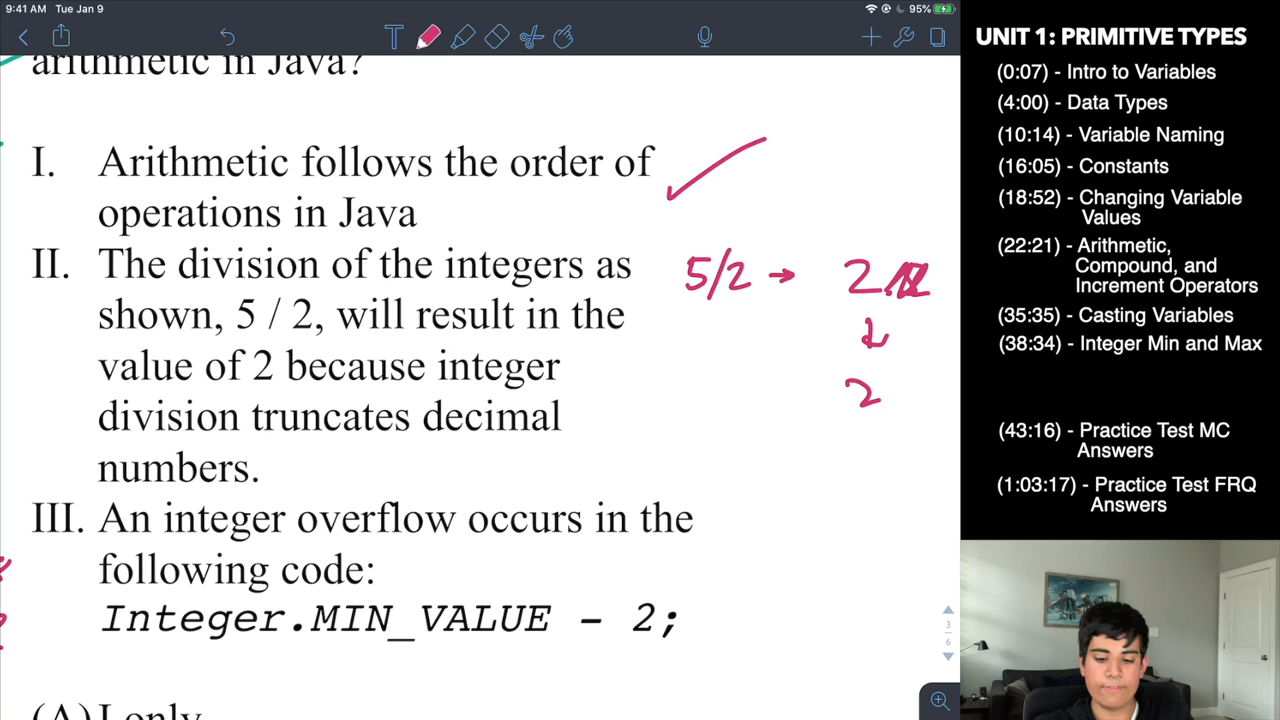 9:41 AM Tue Jan 9
95%
arithmetic in Java?
I. Arithmetic follows the order of
operations in Java
II. The division of the integers as
shown, 5 / 2, will result in the
value of 2 because integer
division truncates decimal
numbers.
III. An integer overflow occurs in the
following code:
Integer.MIN_VALUE - 2;
(A) I only
5/2 → 2.
2
2
3
6
UNIT 1: PRIMITIVE TYPES
(0:07) - Intro to Variables
(4:00) - Data Types
(10:14) - Variable Naming
(16:05) - Constants
(18:52) - Changing Variable
Values
(22:21) - Arithmetic,
Compound, and
Increment Operators
(35:35) - Casting Variables
(38:34) - Integer Min and Max
(43:16) - Practice Test MC
Answers
(1:03:17) - Practice Test FRQ
Answers